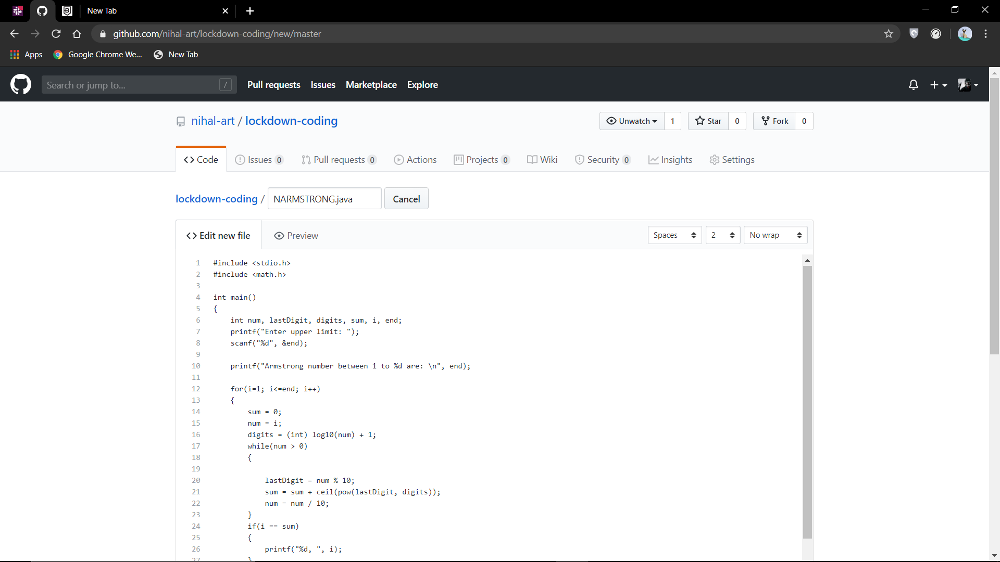 New Tab
github.com/nihal-art/lockdown-coding/new/master
Apps Google Chrome We... New Tab
Search or jump to... / Pull requests Issues Marketplace Explore
nihal-art / lockdown-coding Unwatch 1 Star 0 Fork 0
Code Issues 0 Pull requests 0 Actions Projects 0 Wiki Security 0 Insights Settings
lockdown-coding / NARMSTRONG.java Cancel
Edit new file Preview Spaces 2 No wrap
1 #include <stdio.h>
2 #include <math.h>
3
4 int main()
5 {
6 int num, lastDigit, digits, sum, i, end;
7 printf("Enter upper limit: ");
8 scanf("%d", &end);
9
10 printf("Armstrong number between 1 to %d are: \n", end);
11
12 for(i=1; i<=end; i++)
13 {
14 sum = 0;
15 num = i;
16 digits = (int) log10(num) + 1;
17 while(num > 0)
18 {
19
20 lastDigit = num % 10;
21 sum = sum + ceil(pow(lastDigit, digits));
22 num = num / 10;
23 }
24 if(i == sum)
25 {
26 printf("%d, ", i);
27 }